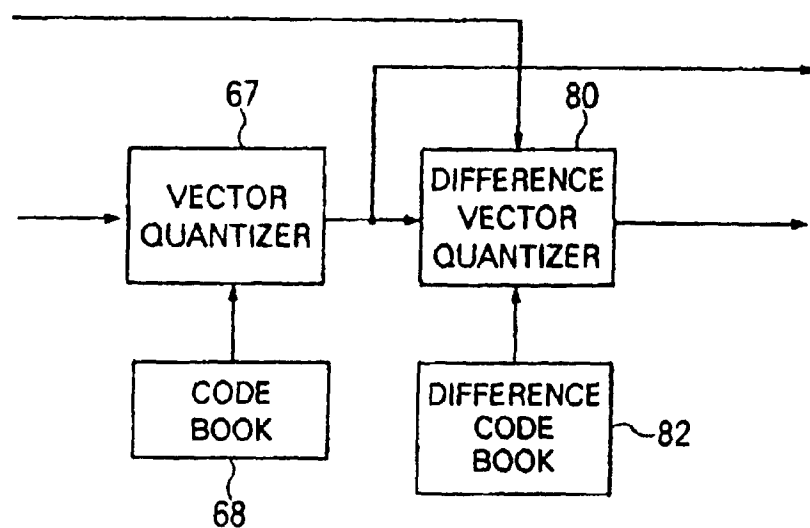 67
VECTOR
QUANTIZER
80
DIFFERENCE
VECTOR
QUANTIZER
CODE
BOOK
68
DIFFERENCE
CODE
BOOK
82